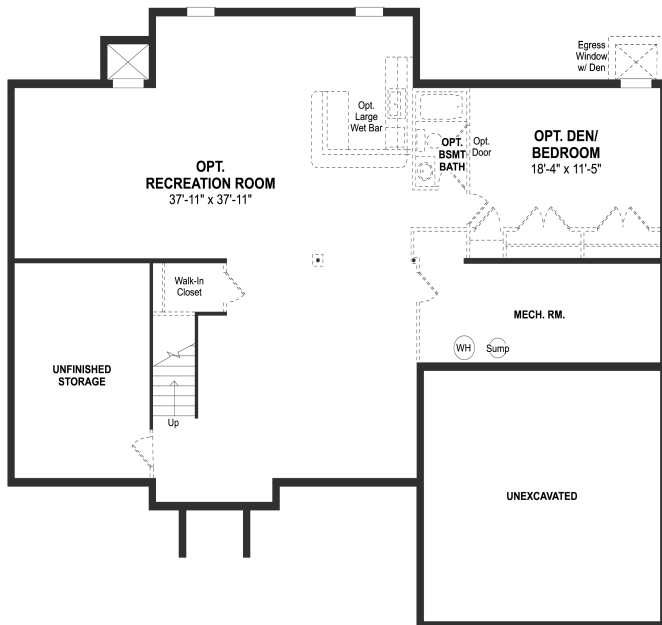 Egress
Window
w/ Den
Opt.
Large
Wet Bar
OPT.
BSMT
BATH
Opt.
Door
OPT. DEN/
BEDROOM
18'-4" x 11'-5"
OPT.
RECREATION ROOM
37'-11" x 37'-11"
Walk-In
Closet
MECH. RM.
WH
Sump
UNFINISHED
STORAGE
Up
UNEXCAVATED